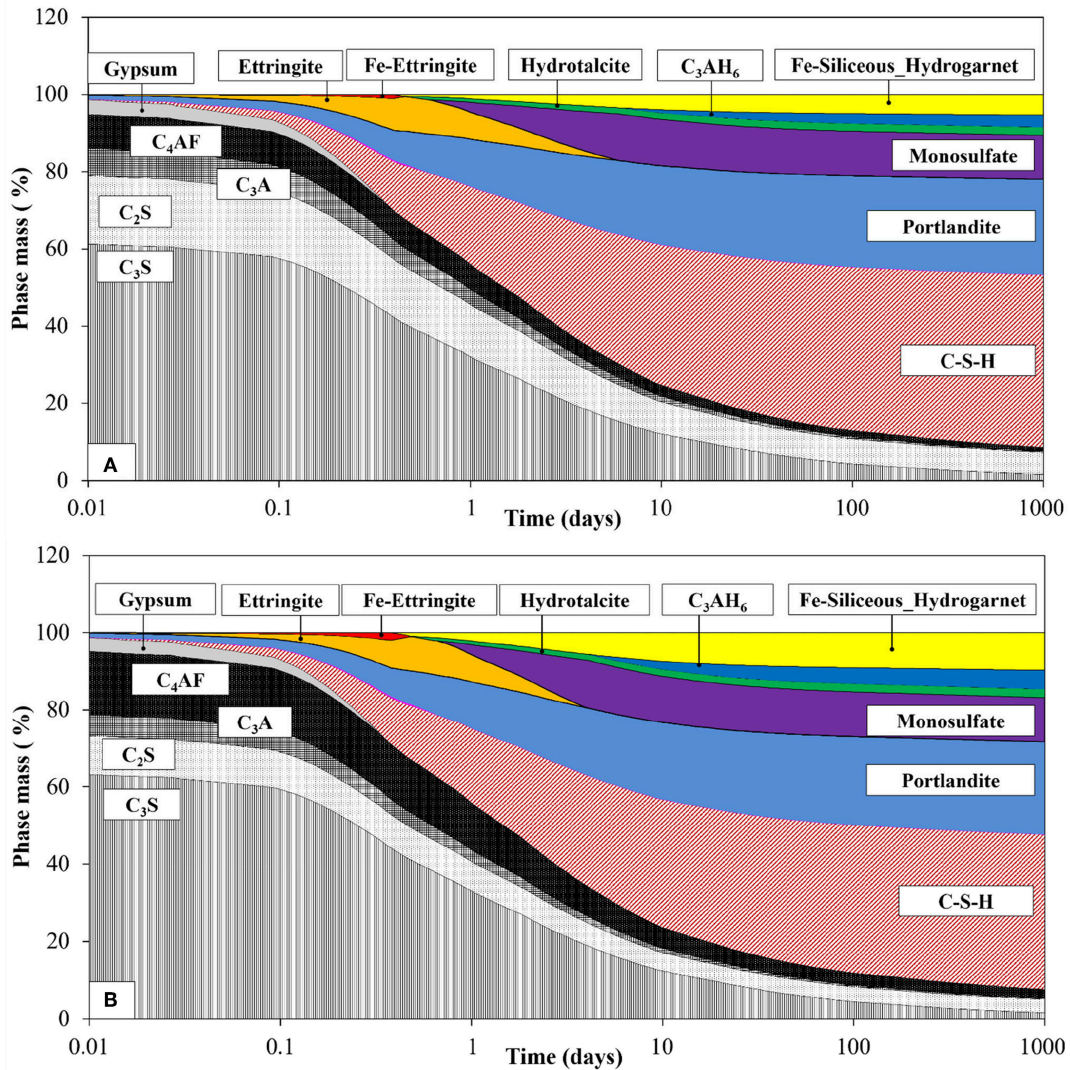 120
Gypsum Ettringite Fe-Ettringite Hydrotalcite C₃AH₆ Fe-Siliceous_Hydrogarnet
100
C₄AF
Monosulfate
80
C₃A
C₂S
Portlandite
60
C₃S
Phase mass ( %)
40
C-S-H
20
A
0
0.01 0.1 1 10 100 1000
Time (days)
120
Gypsum Ettringite Fe-Ettringite Hydrotalcite C₃AH₆ Fe-Siliceous_Hydrogarnet
100
C₄AF
80
C₃A
Monosulfate
C₂S
Portlandite
60
C₃S
Phase mass ( %)
40
C-S-H
20
B
0
0.01 0.1 1 10 100 1000
Time (days)